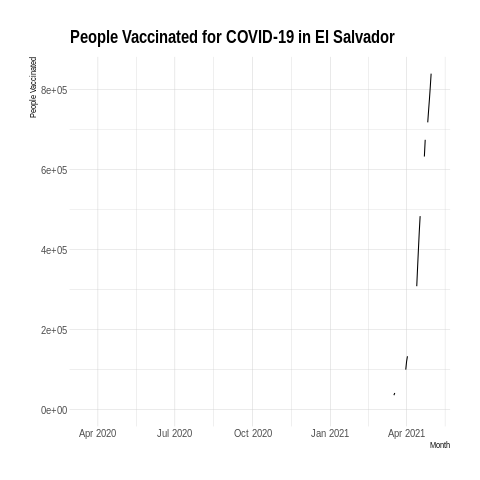 People Vaccinated for COVID-19 in El Salvador
People Vaccinated
8e+05
6e+05
4e+05
2e+05
0e+00
Apr 2020 Jul 2020 Oct 2020 Jan 2021 Apr 2021
Month